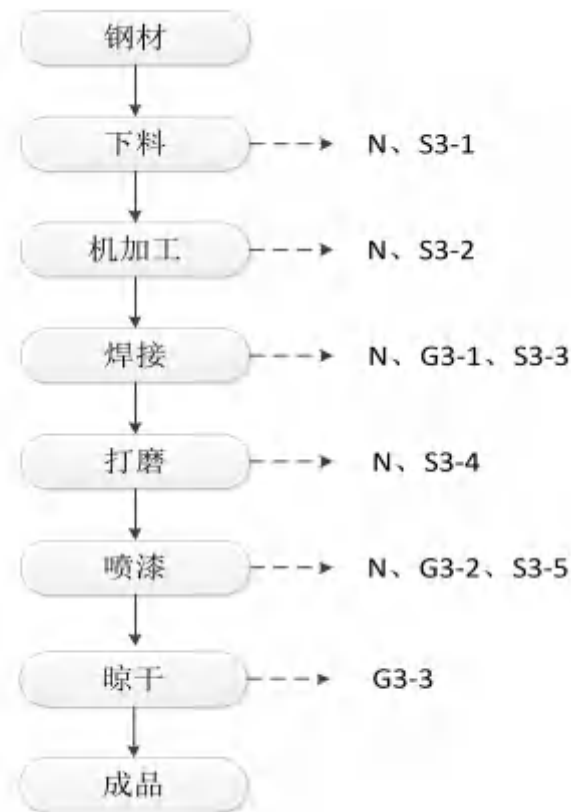 钢材
下料 N、S3-1
机加工 N、S3-2
焊接 N、G3-1、S3-3
打磨 N、S3-4
喷漆 N、G3-2、S3-5
晾干 G3-3
成品